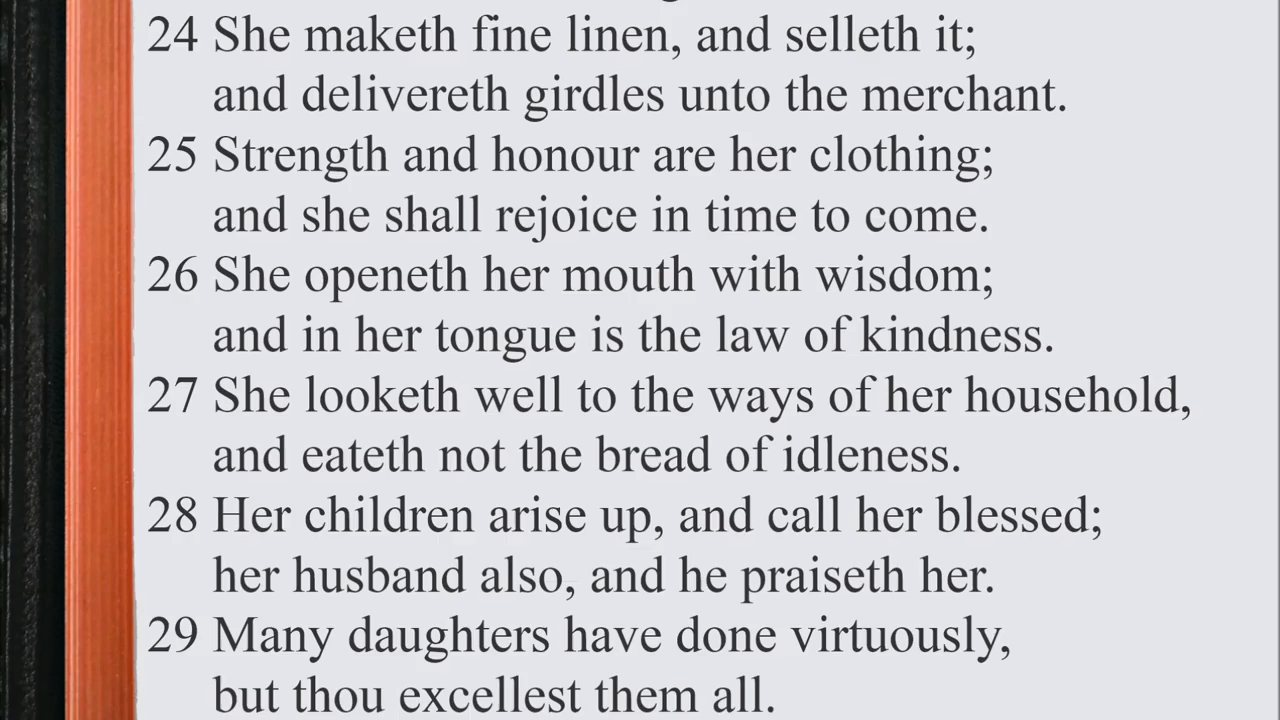 24 She maketh fine linen, and selleth it;
and delivereth girdles unto the merchant.
25 Strength and honour are her clothing;
and she shall rejoice in time to come.
26 She openeth her mouth with wisdom;
and in her tongue is the law of kindness.
27 She looketh well to the ways of her household,
and eateth not the bread of idleness.
28 Her children arise up, and call her blessed;
her husband also, and he praiseth her.
29 Many daughters have done virtuously,
but thou excellest them all.